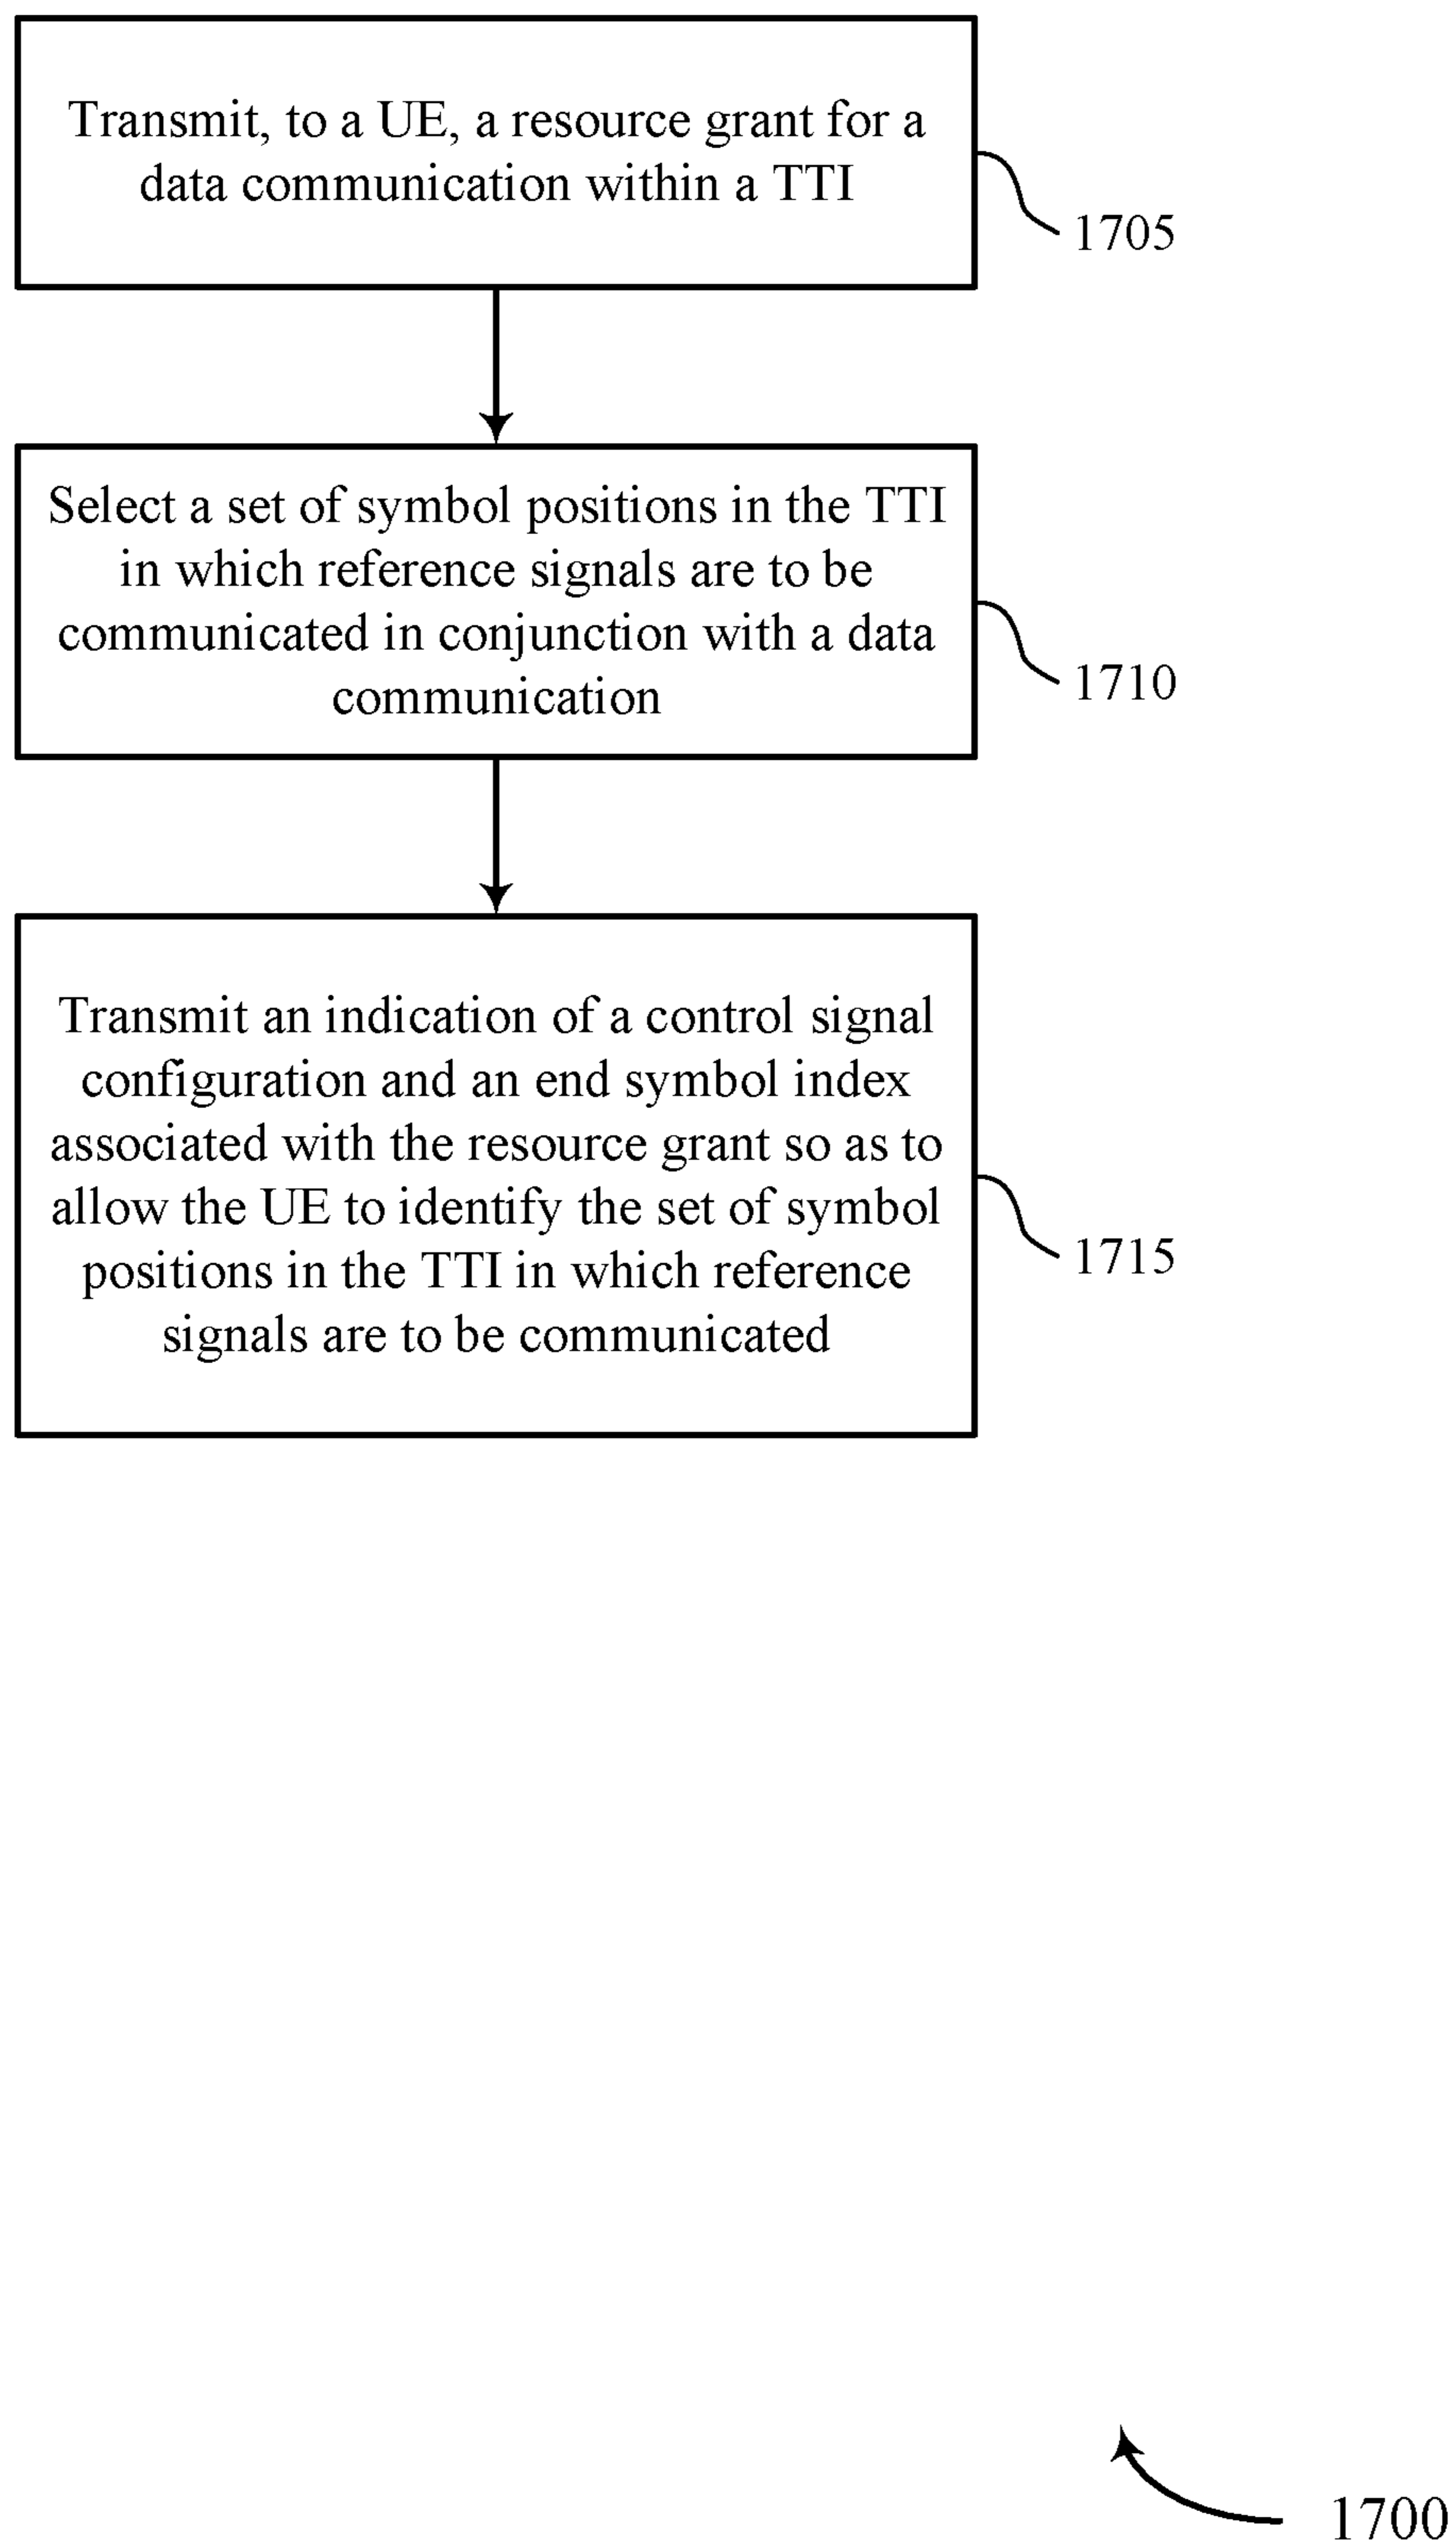 Transmit, to a UE, a resource grant for a
data communication within a TTI
1705
Select a set of symbol positions in the TTI
in which reference signals are to be
communicated in conjunction with a data
communication
1710
Transmit an indication of a control signal
configuration and an end symbol index
associated with the resource grant so as to
allow the UE to identify the set of symbol
positions in the TTI in which reference
signals are to be communicated
1715
1700